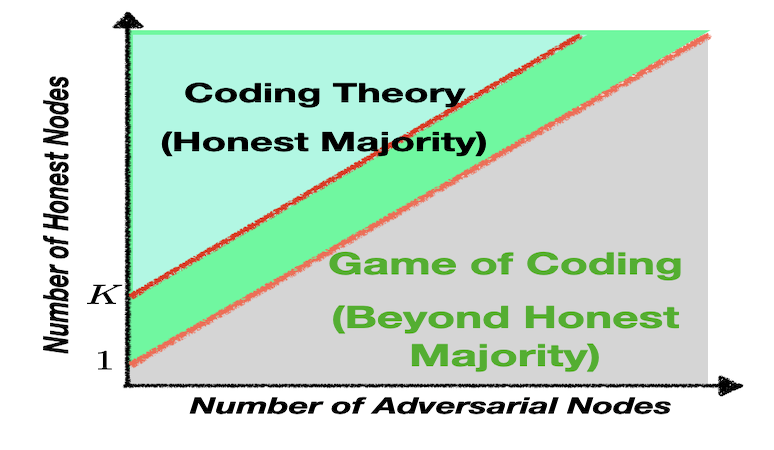 Number of Honest Nodes
Coding Theory
(Honest Majority)
K
1
Game of Coding
(Beyond Honest
Majority)
Number of Adversarial Nodes